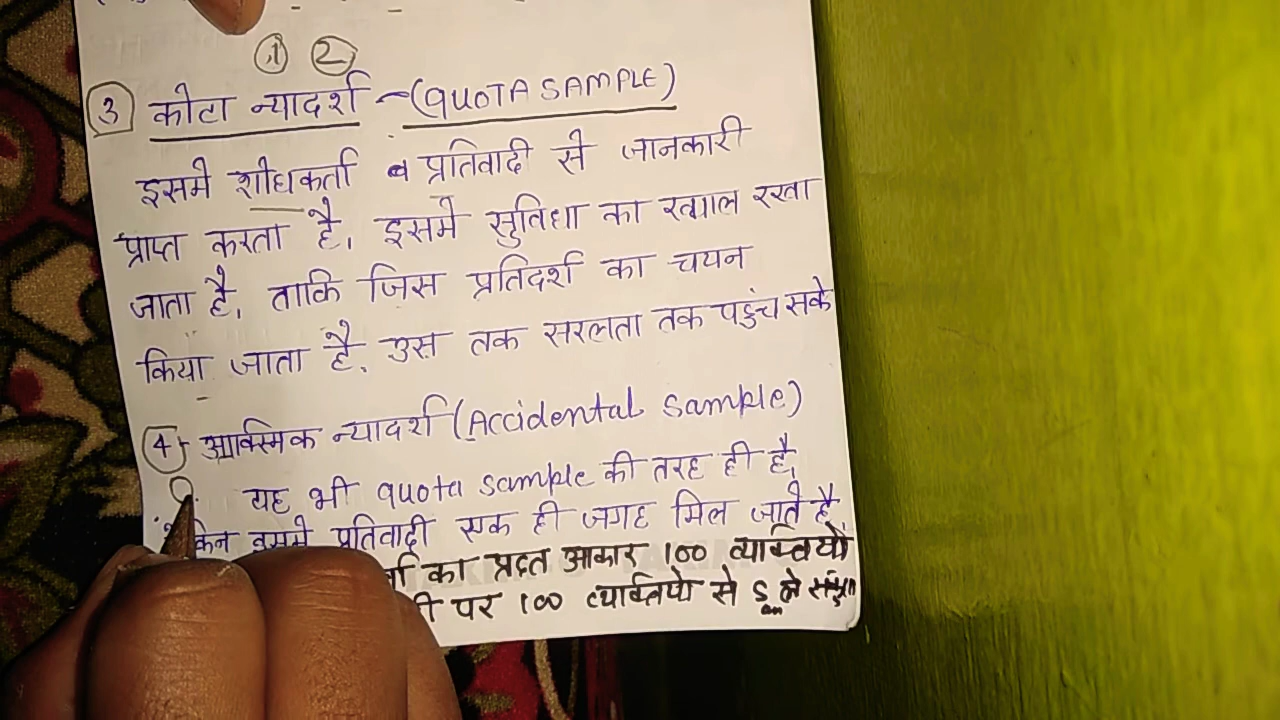 1 2
3 कोटा न्यादर्श - (QUOTA SAMPLE)
इसमे शोधकर्ता प्रतिवादी से जानकारी
प्राप्त करता है, इसमे सुविधा का ख्याल रखा
जाता है, ताकि जिस प्रतिदर्श का चयन
किया जाता है, उस तक सरलता तक पहुंच सके
4 - आक्स्मिक न्यादर्श (Accidental Sample)
यह भी quota sample की तरह ही है,
इसमे प्रतिवादी एक ही जगह मिल जाते है,
का आकार 100 व्यक्तियों
पर 100 व्यक्तियो से